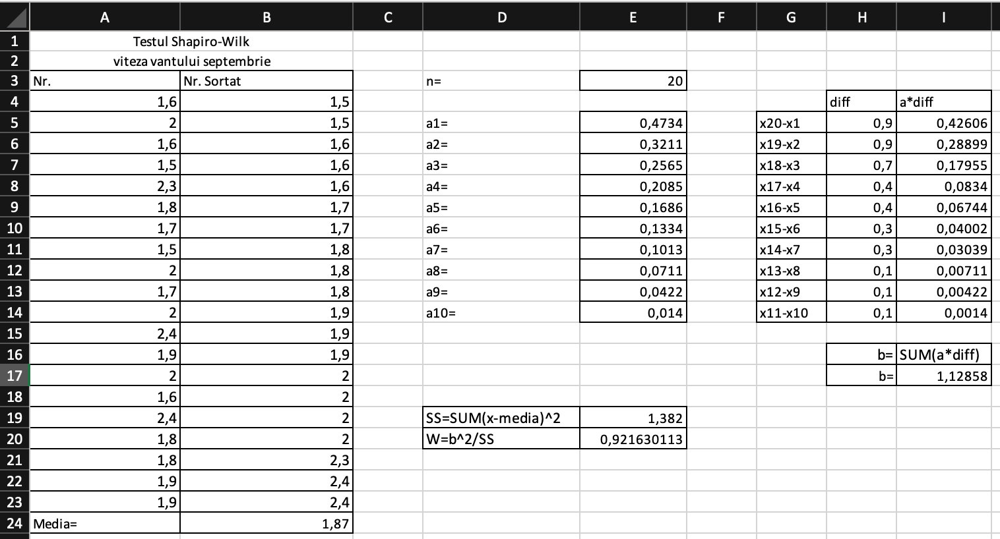 A B C D E F G H I
1 Testul Shapiro-Wilk
2 viteza vantului septembrie
3 Nr. Nr. Sortat n= 20
4 1,6 1,5 diff a*diff
5 2 1,5 a1= 0,4734 x20-x1 0,9 0,42606
6 1,6 1,6 a2= 0,3211 x19-x2 0,9 0,28899
7 1,5 1,6 a3= 0,2565 x18-x3 0,7 0,17955
8 2,3 1,6 a4= 0,2085 x17-x4 0,4 0,0834
9 1,8 1,7 a5= 0,1686 x16-x5 0,4 0,06744
10 1,7 1,7 a6= 0,1334 x15-x6 0,3 0,04002
11 1,5 1,8 a7= 0,1013 x14-x7 0,3 0,03039
12 2 1,8 a8= 0,0711 x13-x8 0,1 0,00711
13 1,7 1,8 a9= 0,0422 x12-x9 0,1 0,00422
14 2 1,9 a10= 0,014 x11-x10 0,1 0,0014
15 2,4 1,9
16 1,9 1,9 b= SUM(a*diff)
17 2 2 b= 1,12858
18 1,6 2
19 2,4 2 SS=SUM(x-media)^2 1,382
20 1,8 2 W=b^2/SS 0,921630113
21 1,8 2,3
22 1,9 2,4
23 1,9 2,4
24 Media= 1,87